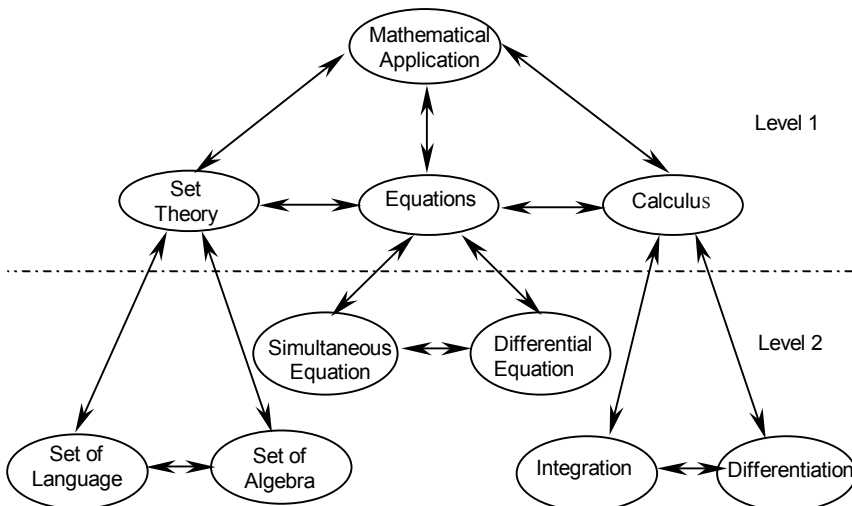 Mathematical
Application
Level 1
Set
Theory
Equations
Calculus
Simultaneous
Equation
Differential
Equation
Level 2
Set of
Language
Set of
Algebra
Integration
Differentiation